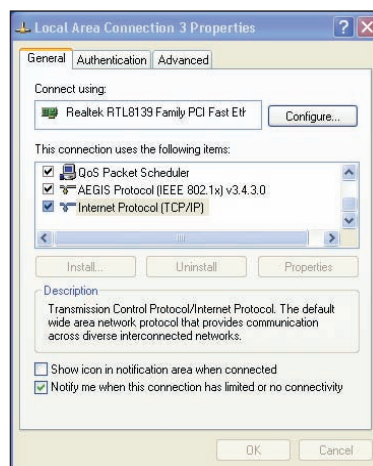 Local Area Connection 3 Properties
General
Authentication
Advanced
Connect using:
Realtek RTL8139 Family PCI Fast Eth
Configure...
This connection uses the following items:
QoS Packet Scheduler
AEGIS Protocol (IEEE 802.1x) v3.4.3.0
Internet Protocol (TCP/IP)
Install...
Uninstall
Properties
Description
Transmission Control Protocol/Internet Protocol. The default
wide area network protocol that provides communication
across diverse interconnected networks.
Show icon in notification area when connected
Notify me when this connection has limited or no connectivity
OK
Cancel